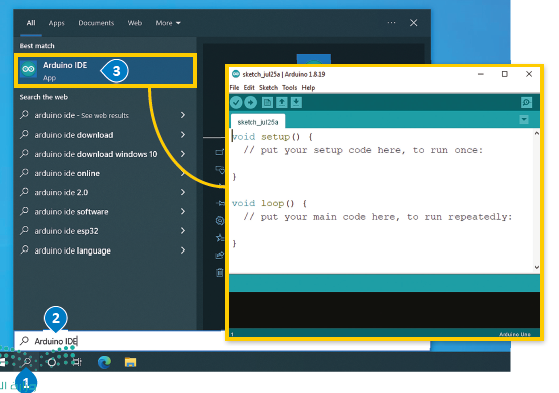 All Apps Documents Web More
Best match
Arduino IDE
App
3
Search the web
arduino ide - See web results
arduino ide download
arduino ide download windows 10
arduino ide online
arduino ide 2.0
arduino ide software
arduino ide esp32
arduino ide language
2
Arduino IDE
1
sketch_jul25a | Arduino 1.8.19
File Edit Sketch Tools Help
sketch_jul25a
void setup() {
// put your setup code here, to run once:
}
void loop() {
// put your main code here, to run repeatedly:
}
1
Arduino Uno